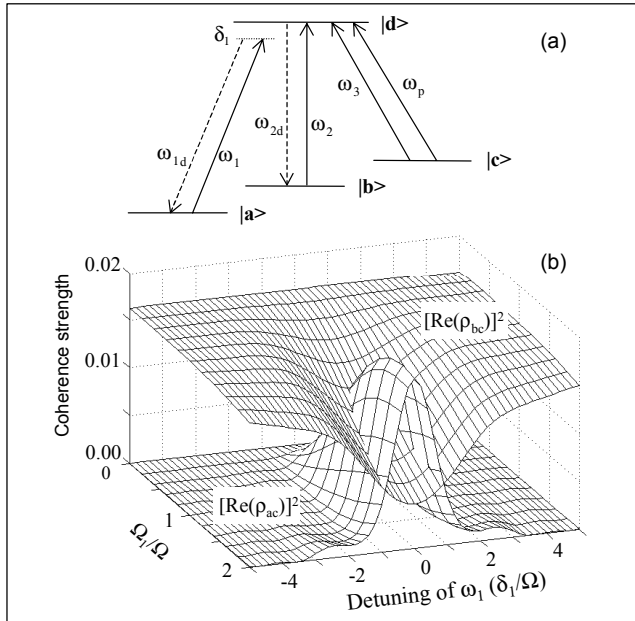 (a)
|d>
δ₁
ω₁d ω₁ ω₂d ω₂ ω₃ ωₚ
|c>
|b>
|a>
(b)
Coherence strength
0.02
0.01
0.00
[Re(ρbc)]²
[Re(ρac)]²
0
1
2
Ω₁/Ω
-4 -2 0 2 4
Detuning of ω₁ (δ₁/Ω)